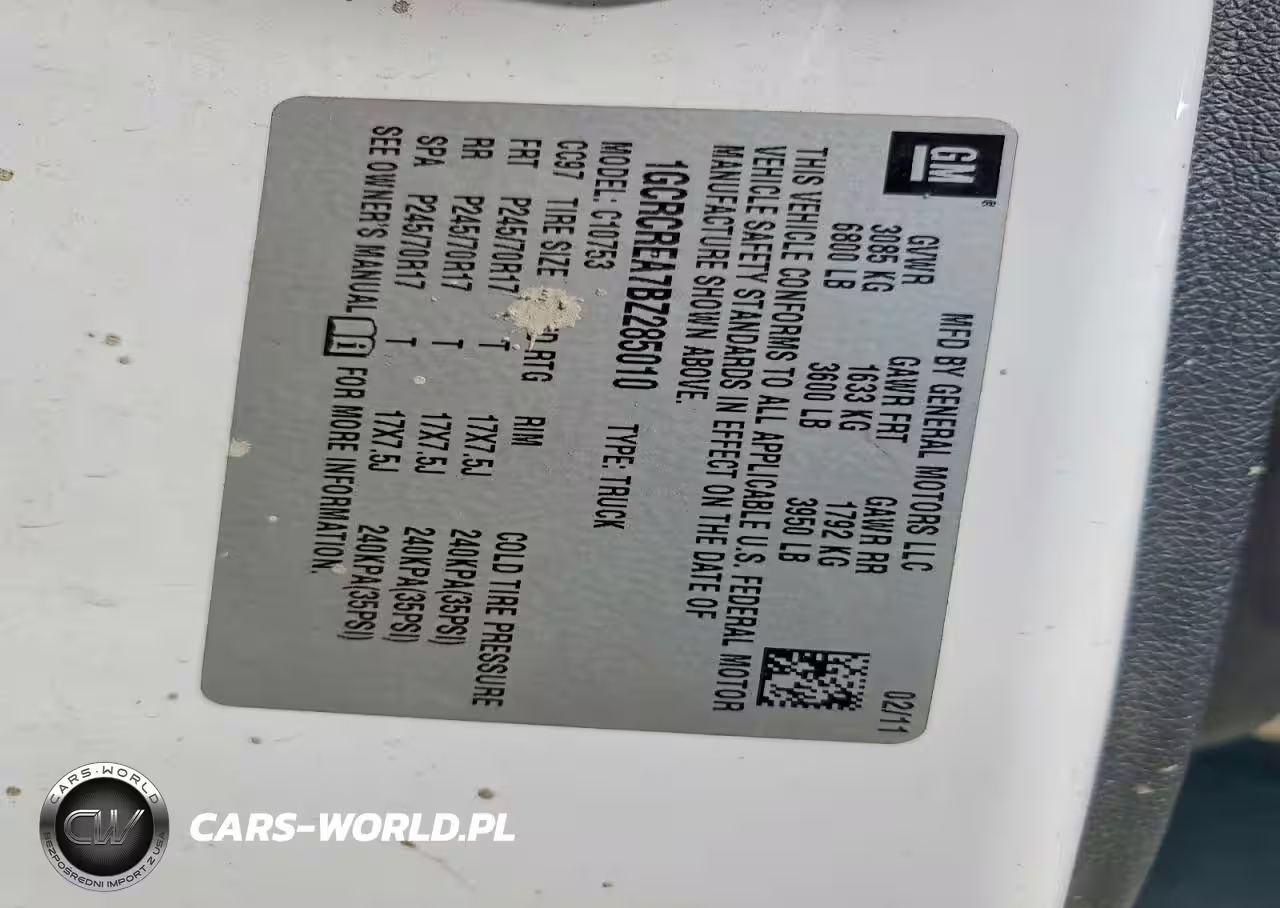 GM
MFD BY GENERAL MOTORS LLC
02/11
GVWR GAWR FRT GAWR RR
3085 KG 1633 KG 1792 KG
6800 LB 3600 LB 3950 LB
THIS VEHICLE CONFORMS TO ALL APPLICABLE U.S. FEDERAL MOTOR
VEHICLE SAFETY STANDARDS IN EFFECT ON THE DATE OF
MANUFACTURE SHOWN ABOVE.
1GCRCREA7BZ285010 TYPE: TRUCK
MODEL: C10753
CC97 TIRE SIZE RTG RIM COLD TIRE PRESSURE
FRT P245/70R17 T 17X7.5J 240KPA(35PSI)
RR P245/70R17 T 17X7.5J 240KPA(35PSI)
SPA P245/70R17 T 17X7.5J 240KPA(35PSI)
SEE OWNER'S MANUAL FOR MORE INFORMATION.
CARS-WORLD
CW
BEZPOŚREDNI IMPORT Z USA
CARS-WORLD.PL